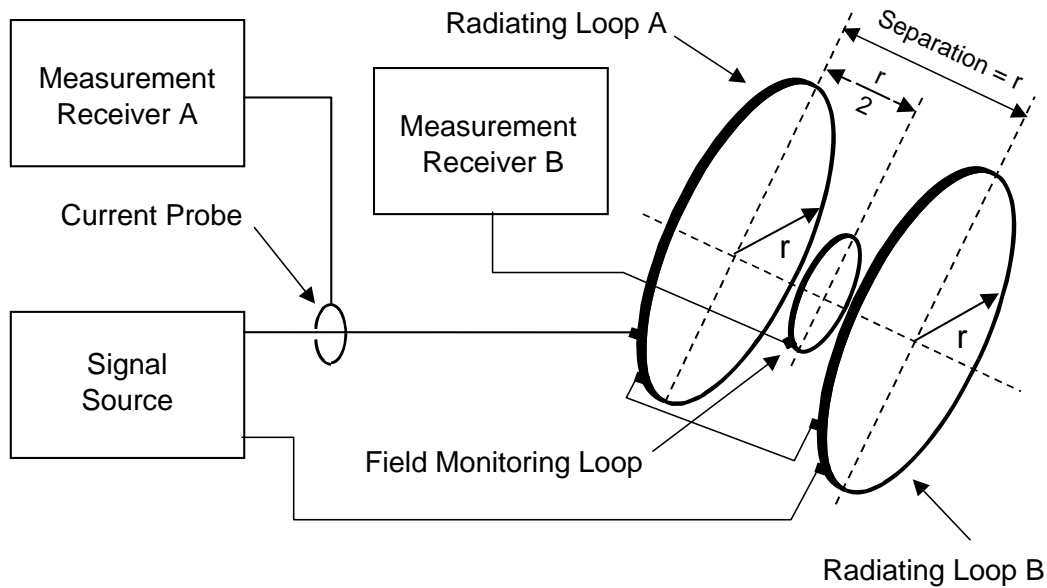 Radiating Loop A
Separation = r
r
2
Measurement
Receiver A
Measurement
Receiver B
Current Probe
r
r
Signal
Source
Field Monitoring Loop
Radiating Loop B